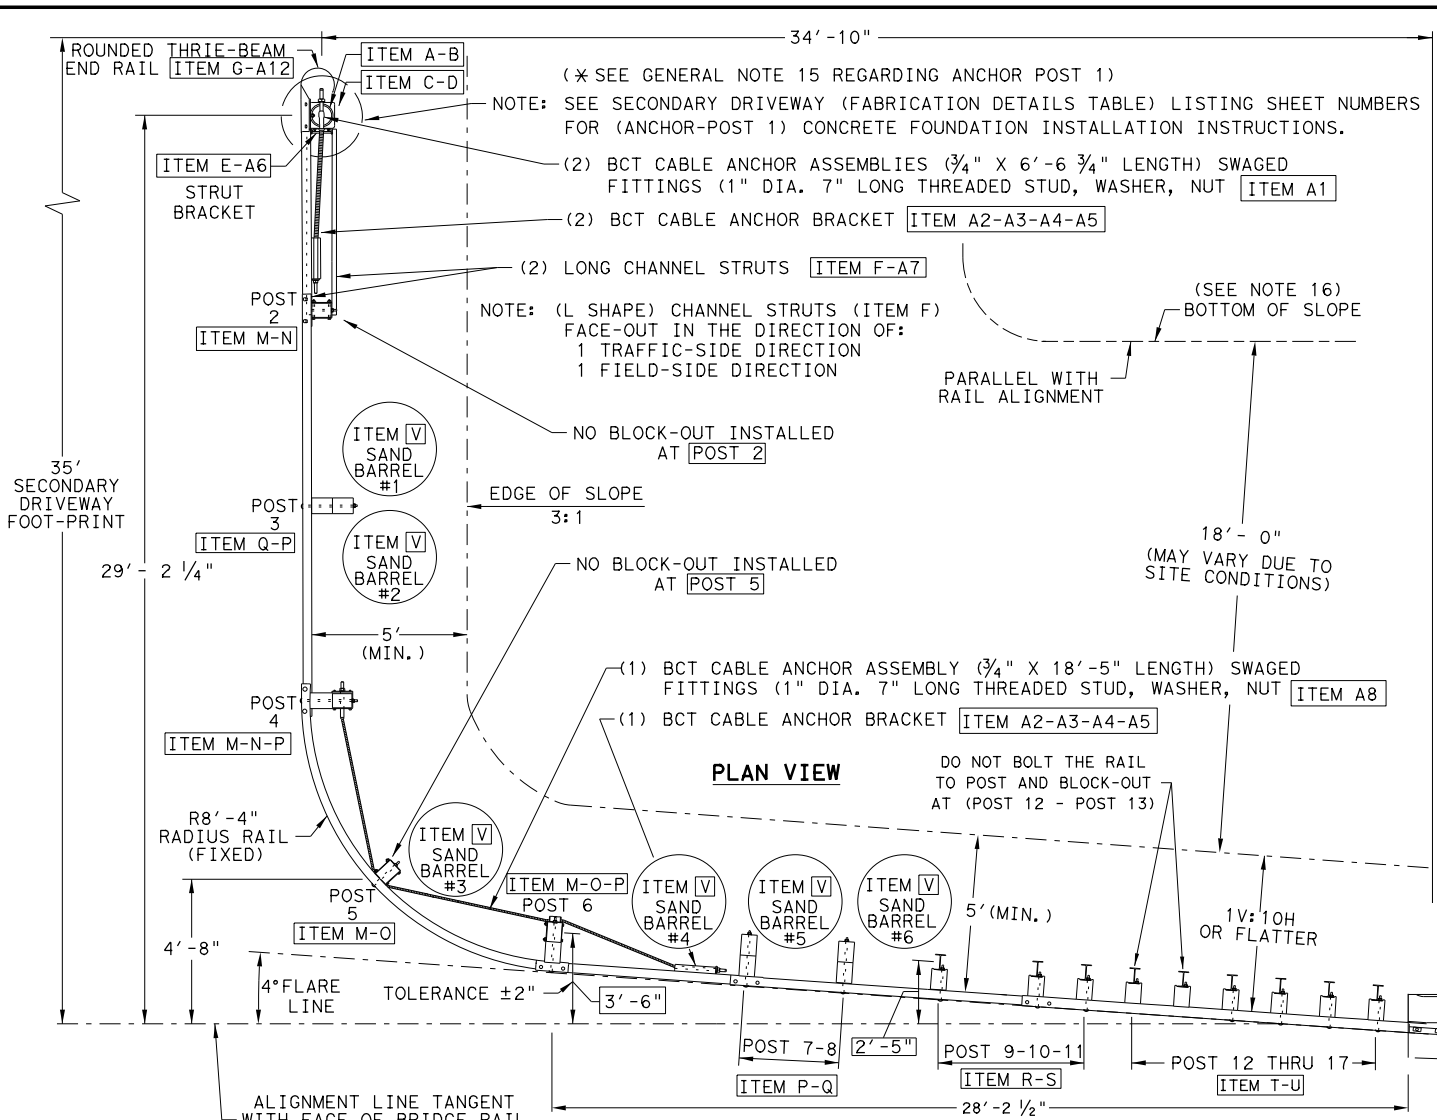 34'-10"
ROUNDED THRIE-BEAM
END RAIL ITEM G-A12
ITEM A-B
ITEM C-D
(* SEE GENERAL NOTE 15 REGARDING ANCHOR POST 1)
NOTE: SEE SECONDARY DRIVEWAY (FABRICATION DETAILS TABLE) LISTING SHEET NUMBERS
FOR (ANCHOR-POST 1) CONCRETE FOUNDATION INSTALLATION INSTRUCTIONS.
ITEM E-A6
STRUT
BRACKET
(2) BCT CABLE ANCHOR ASSEMBLIES (3/4" X 6'-6 3/4" LENGTH) SWAGED
FITTINGS (1" DIA. 7" LONG THREADED STUD, WASHER, NUT ITEM A1
(2) BCT CABLE ANCHOR BRACKET ITEM A2-A3-A4-A5
(2) LONG CHANNEL STRUTS ITEM F-A7
POST
2
ITEM M-N
NOTE: (L SHAPE) CHANNEL STRUTS (ITEM F)
FACE-OUT IN THE DIRECTION OF:
1 TRAFFIC-SIDE DIRECTION
1 FIELD-SIDE DIRECTION
(SEE NOTE 16)
BOTTOM OF SLOPE
PARALLEL WITH
RAIL ALIGNMENT
ITEM V
SAND
BARREL
#1
NO BLOCK-OUT INSTALLED
AT POST 2
35'
SECONDARY
DRIVEWAY
FOOT-PRINT
POST
3
ITEM Q-P
EDGE OF SLOPE
3:1
ITEM V
SAND
BARREL
#2
29'- 2 1/4"
NO BLOCK-OUT INSTALLED
AT POST 5
18'- 0"
(MAY VARY DUE TO
SITE CONDITIONS)
5'
(MIN.)
(1) BCT CABLE ANCHOR ASSEMBLY (3/4" X 18'-5" LENGTH) SWAGED
FITTINGS (1" DIA. 7" LONG THREADED STUD, WASHER, NUT ITEM A8
(1) BCT CABLE ANCHOR BRACKET ITEM A2-A3-A4-A5
POST
4
ITEM M-N-P
PLAN VIEW
DO NOT BOLT THE RAIL
TO POST AND BLOCK-OUT
AT (POST 12 - POST 13)
R8'-4"
RADIUS RAIL
(FIXED)
ITEM V
SAND
BARREL
#3
ITEM M-O-P
POST 6
ITEM V
SAND
BARREL
#4
ITEM V
SAND
BARREL
#5
ITEM V
SAND
BARREL
#6
5'(MIN.)
1V:10H
OR FLATTER
POST
5
ITEM M-O
4'-8"
4° FLARE
LINE
TOLERANCE ±2"
3'-6"
2'-5"
POST 7-8
ITEM P-Q
POST 9-10-11
ITEM R-S
POST 12 THRU 17
ITEM T-U
28'-2 1/2"
ALIGNMENT LINE TANGENT
WITH FACE OF BRIDGE RAIL